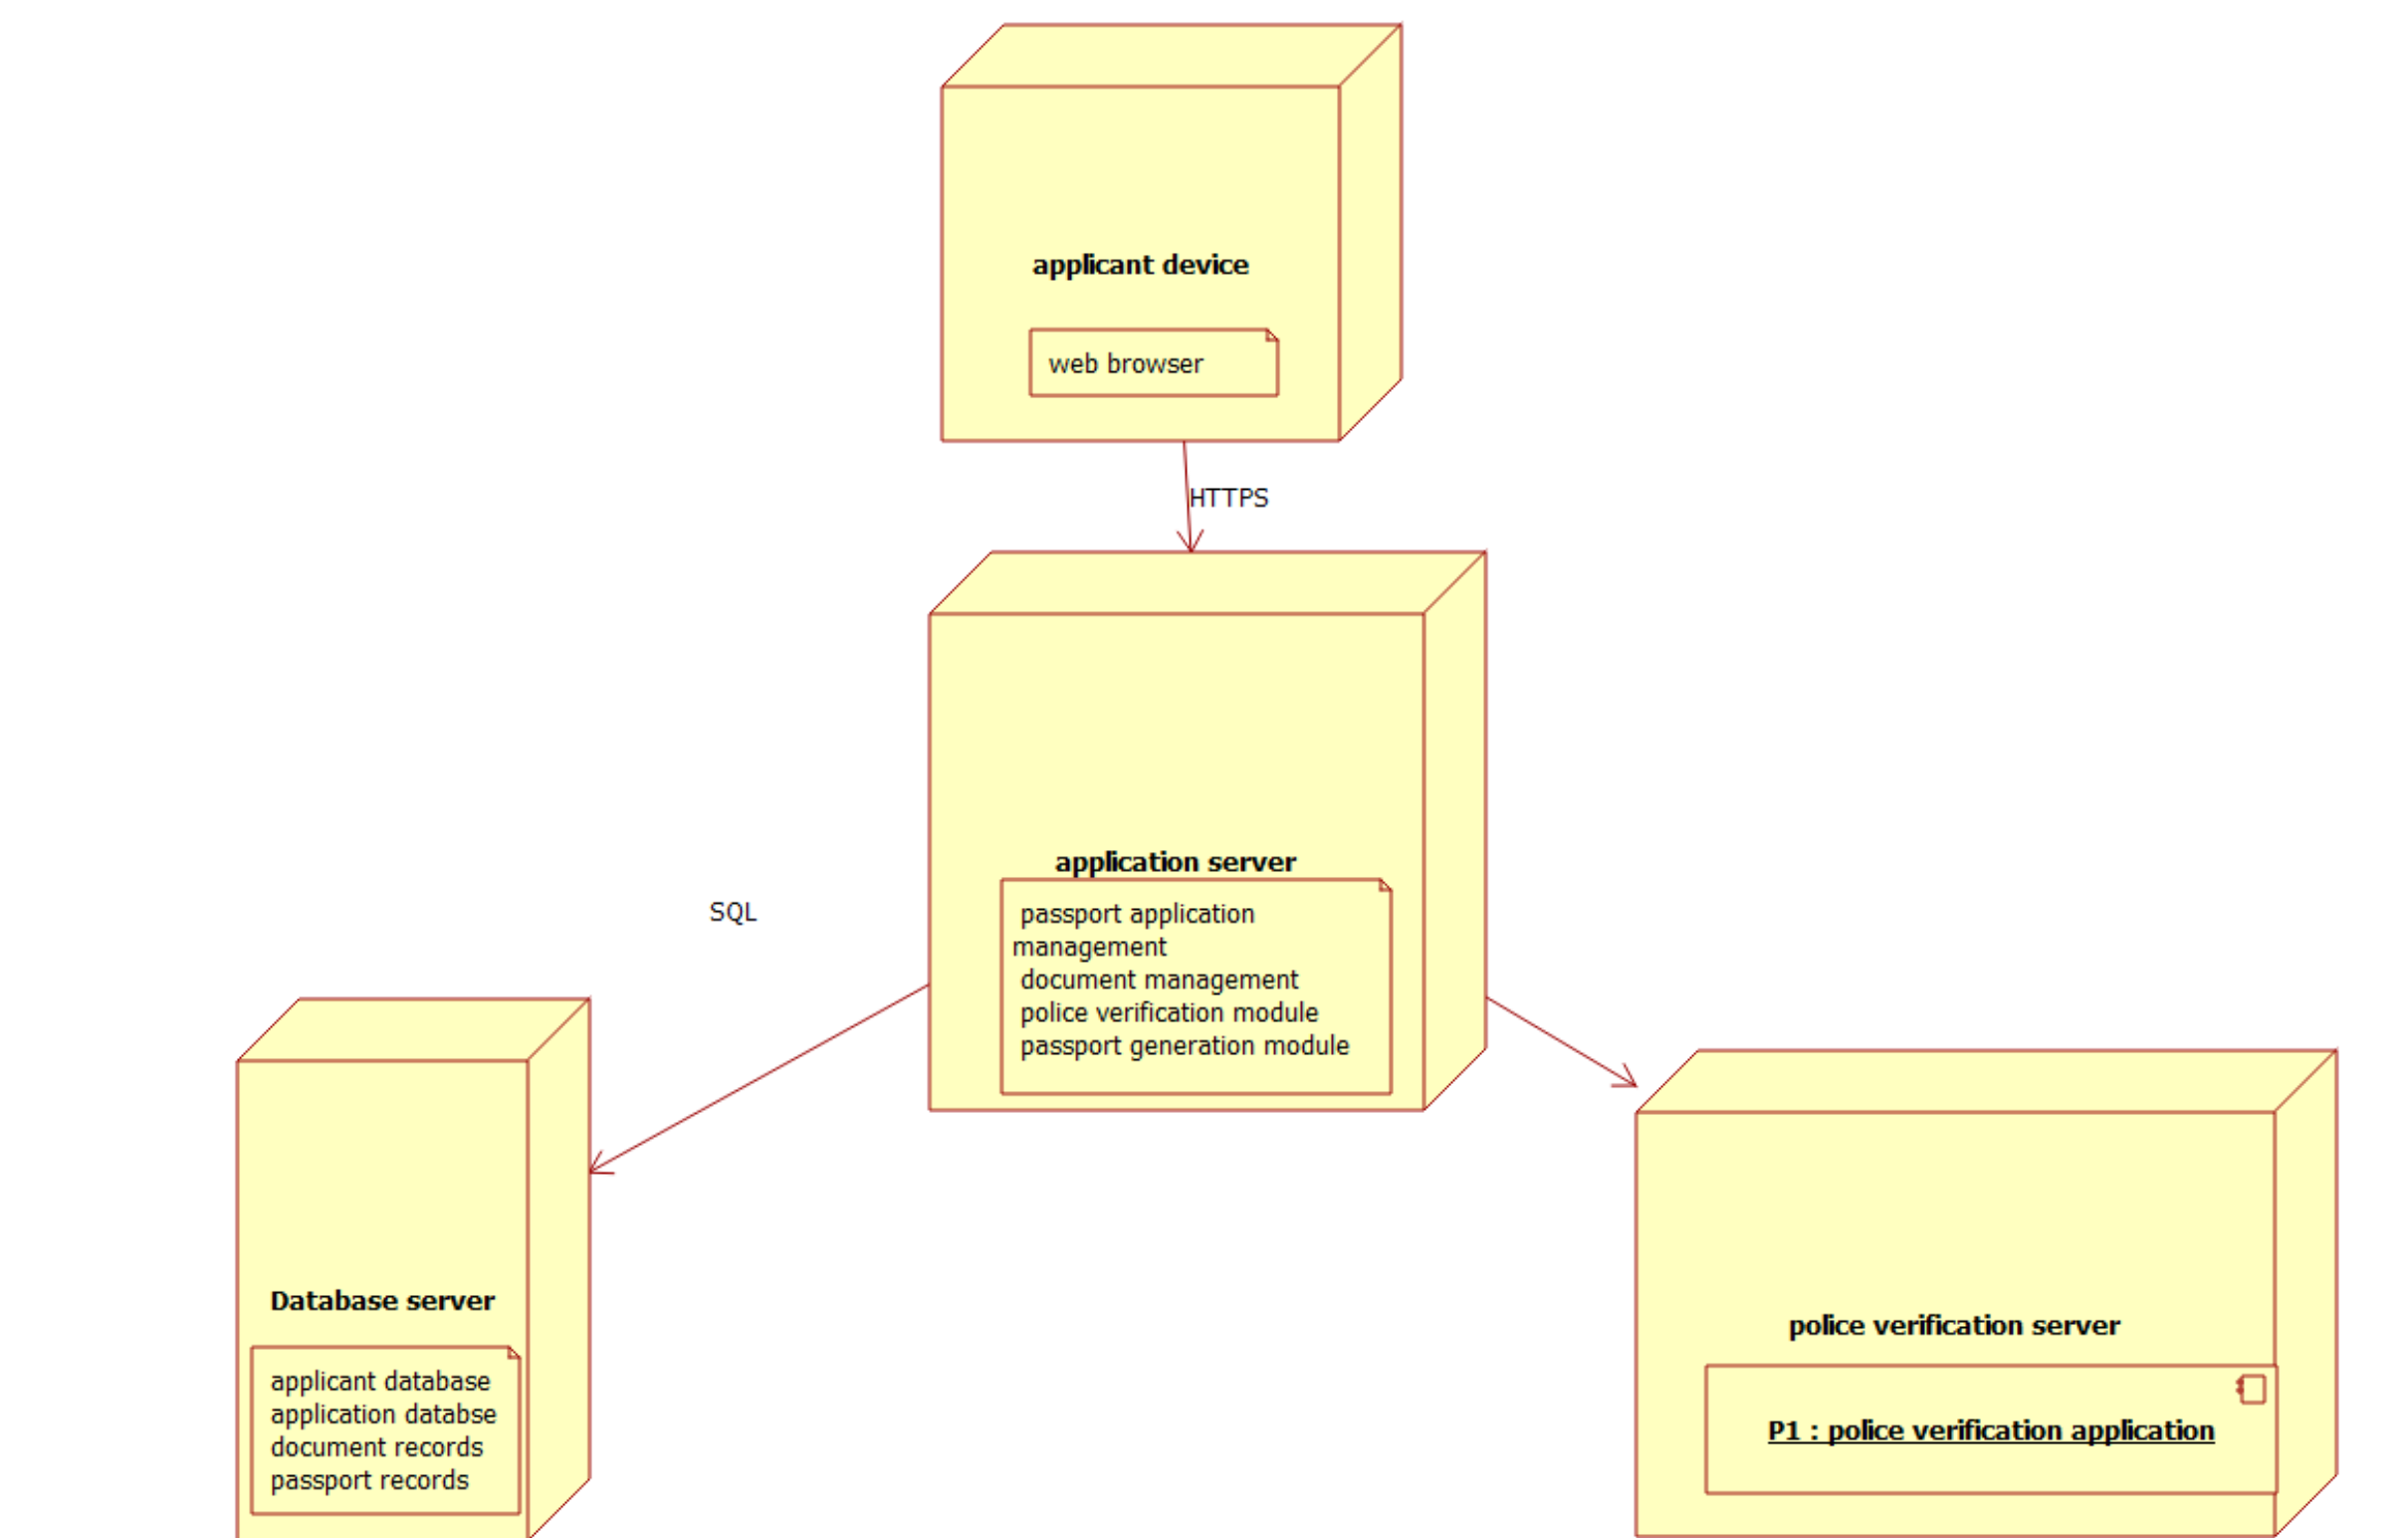 applicant device
web browser
HTTPS
application server
passport application
management
document management
police verification module
passport generation module
SQL
Database server
applicant database
application databse
document records
passport records
police verification server
P1 : police verification application